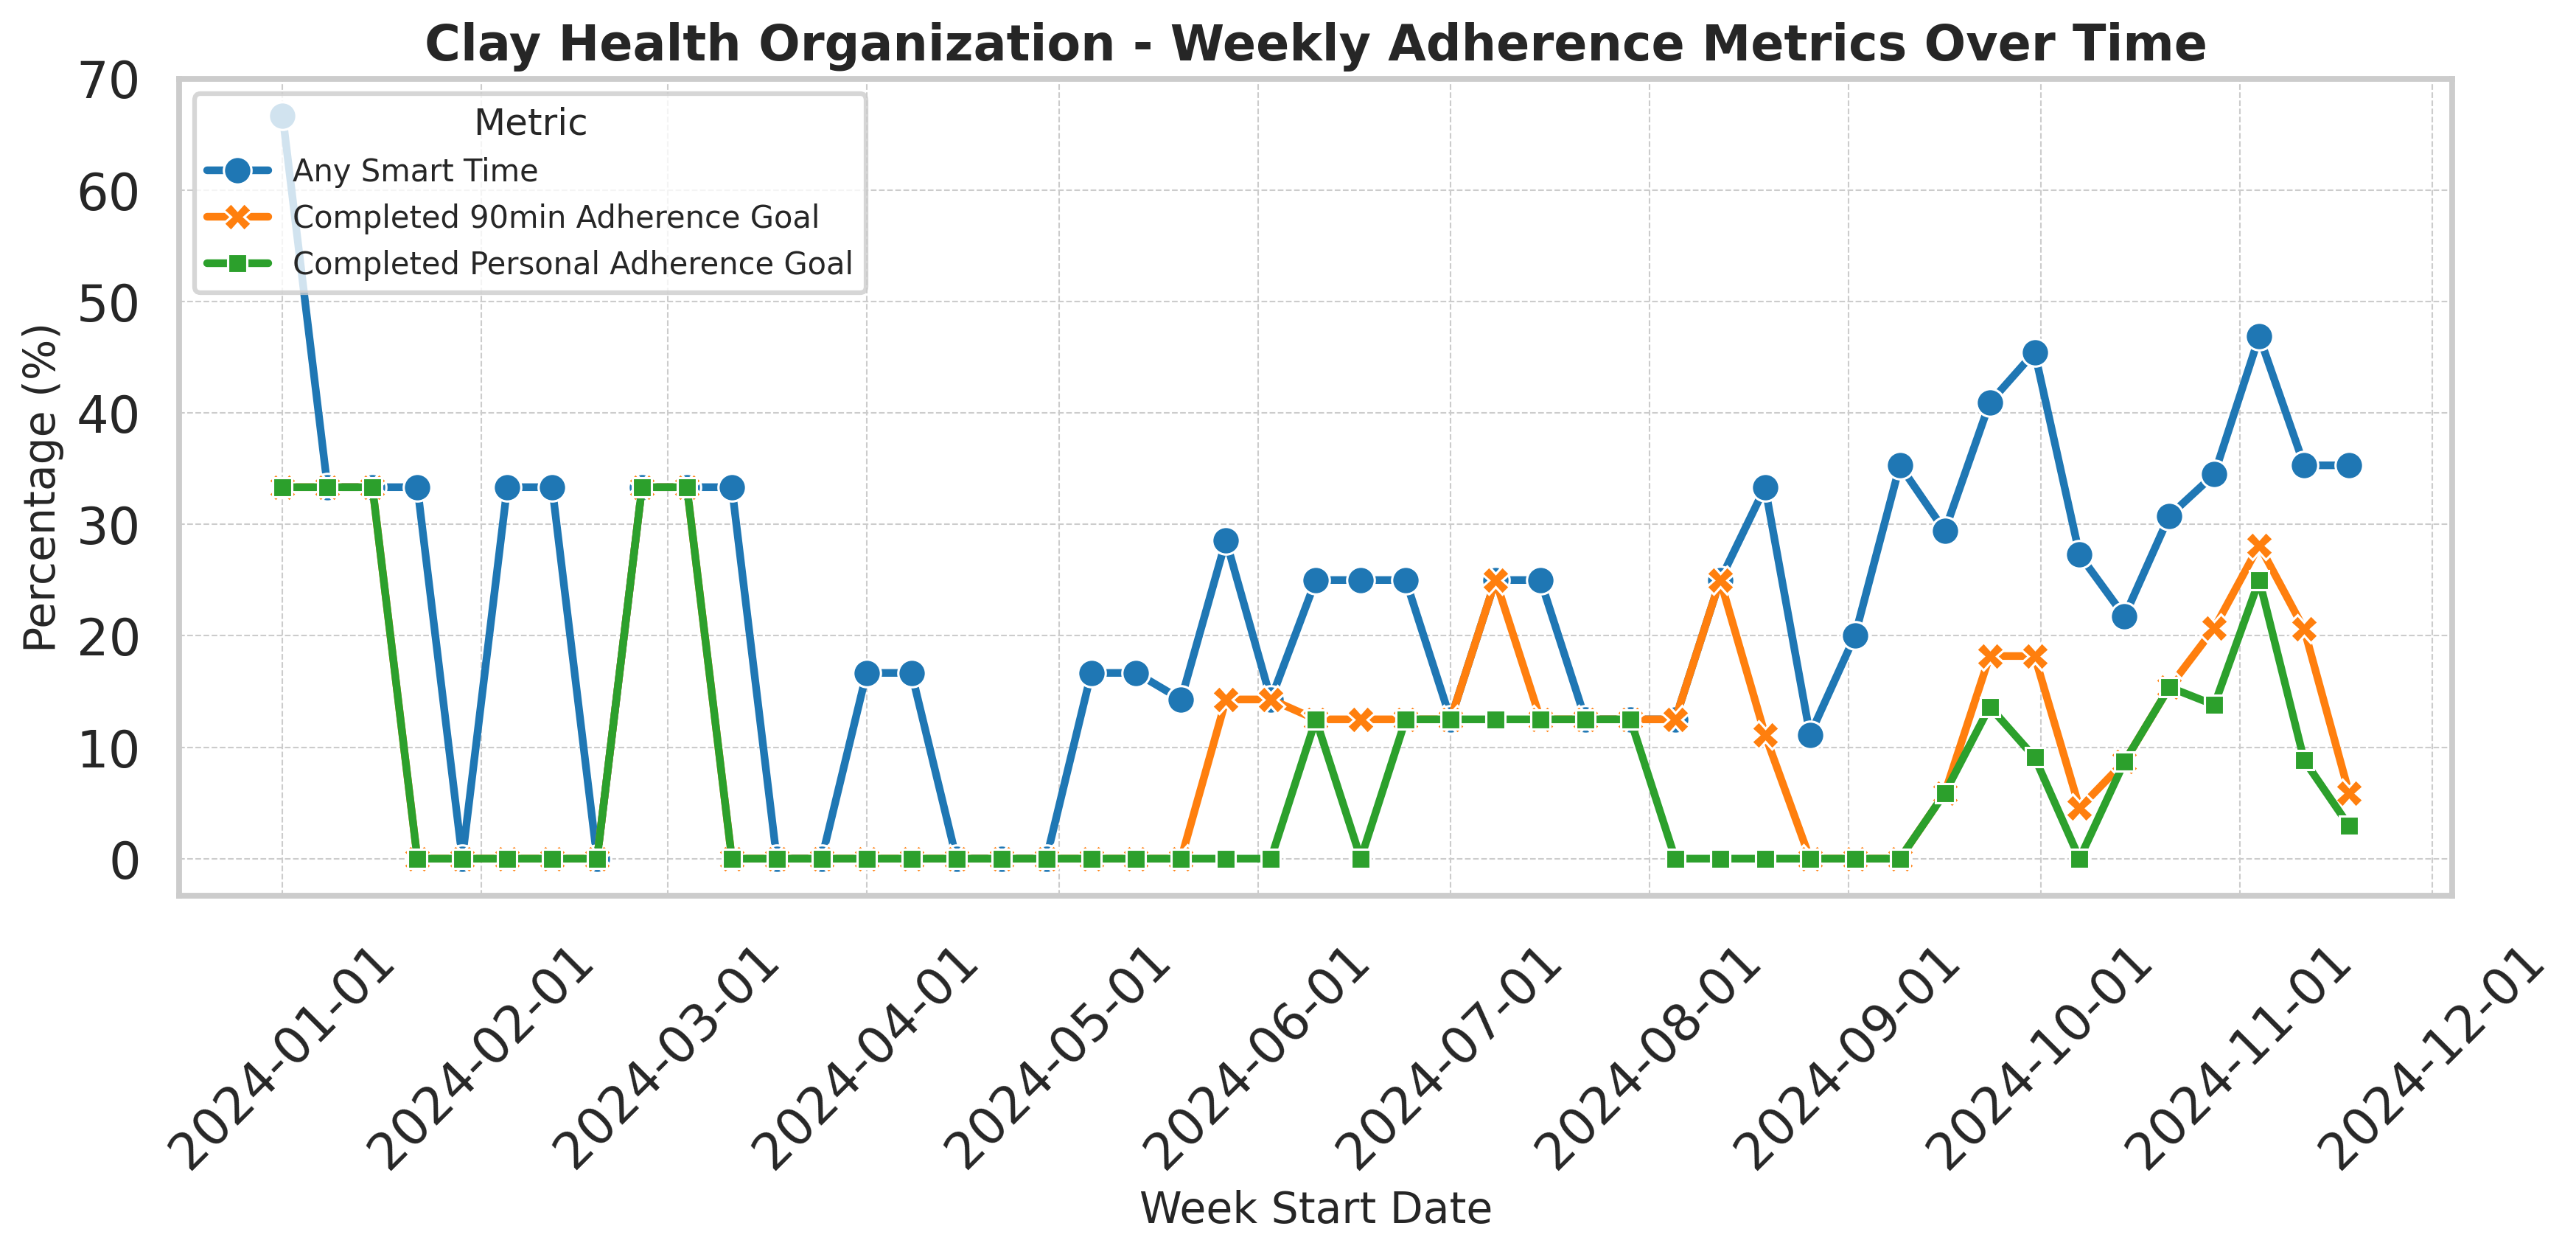 Clay Health Organization - Weekly Adherence Metrics Over Time
70
60
50
40
30
20
10
0
Percentage (%)
Metric
Any Smart Time
Completed 90min Adherence Goal
Completed Personal Adherence Goal
2024-01-01
2024-02-01
2024-03-01
2024-04-01
2024-05-01
2024-06-01
2024-07-01
2024-08-01
2024-09-01
2024-10-01
2024-11-01
2024-12-01
Week Start Date